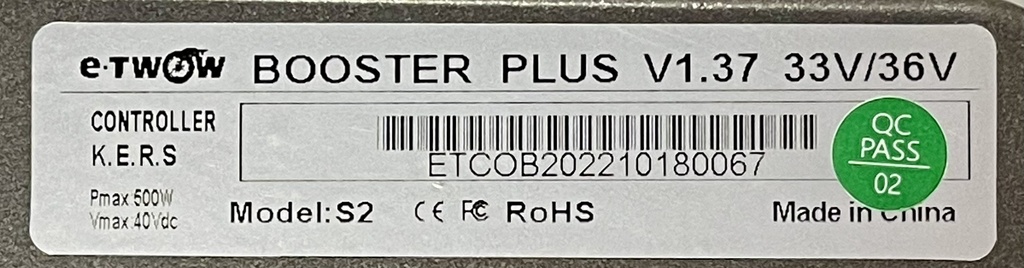 e-TWOW BOOSTER PLUS V1.37 33V/36V
CONTROLLER
K.E.R.S
ETCOB202210180067
QC
PASS
02
Pmax 500W
Vmax 40Vdc
Model:S2 CE FC RoHS Made in China